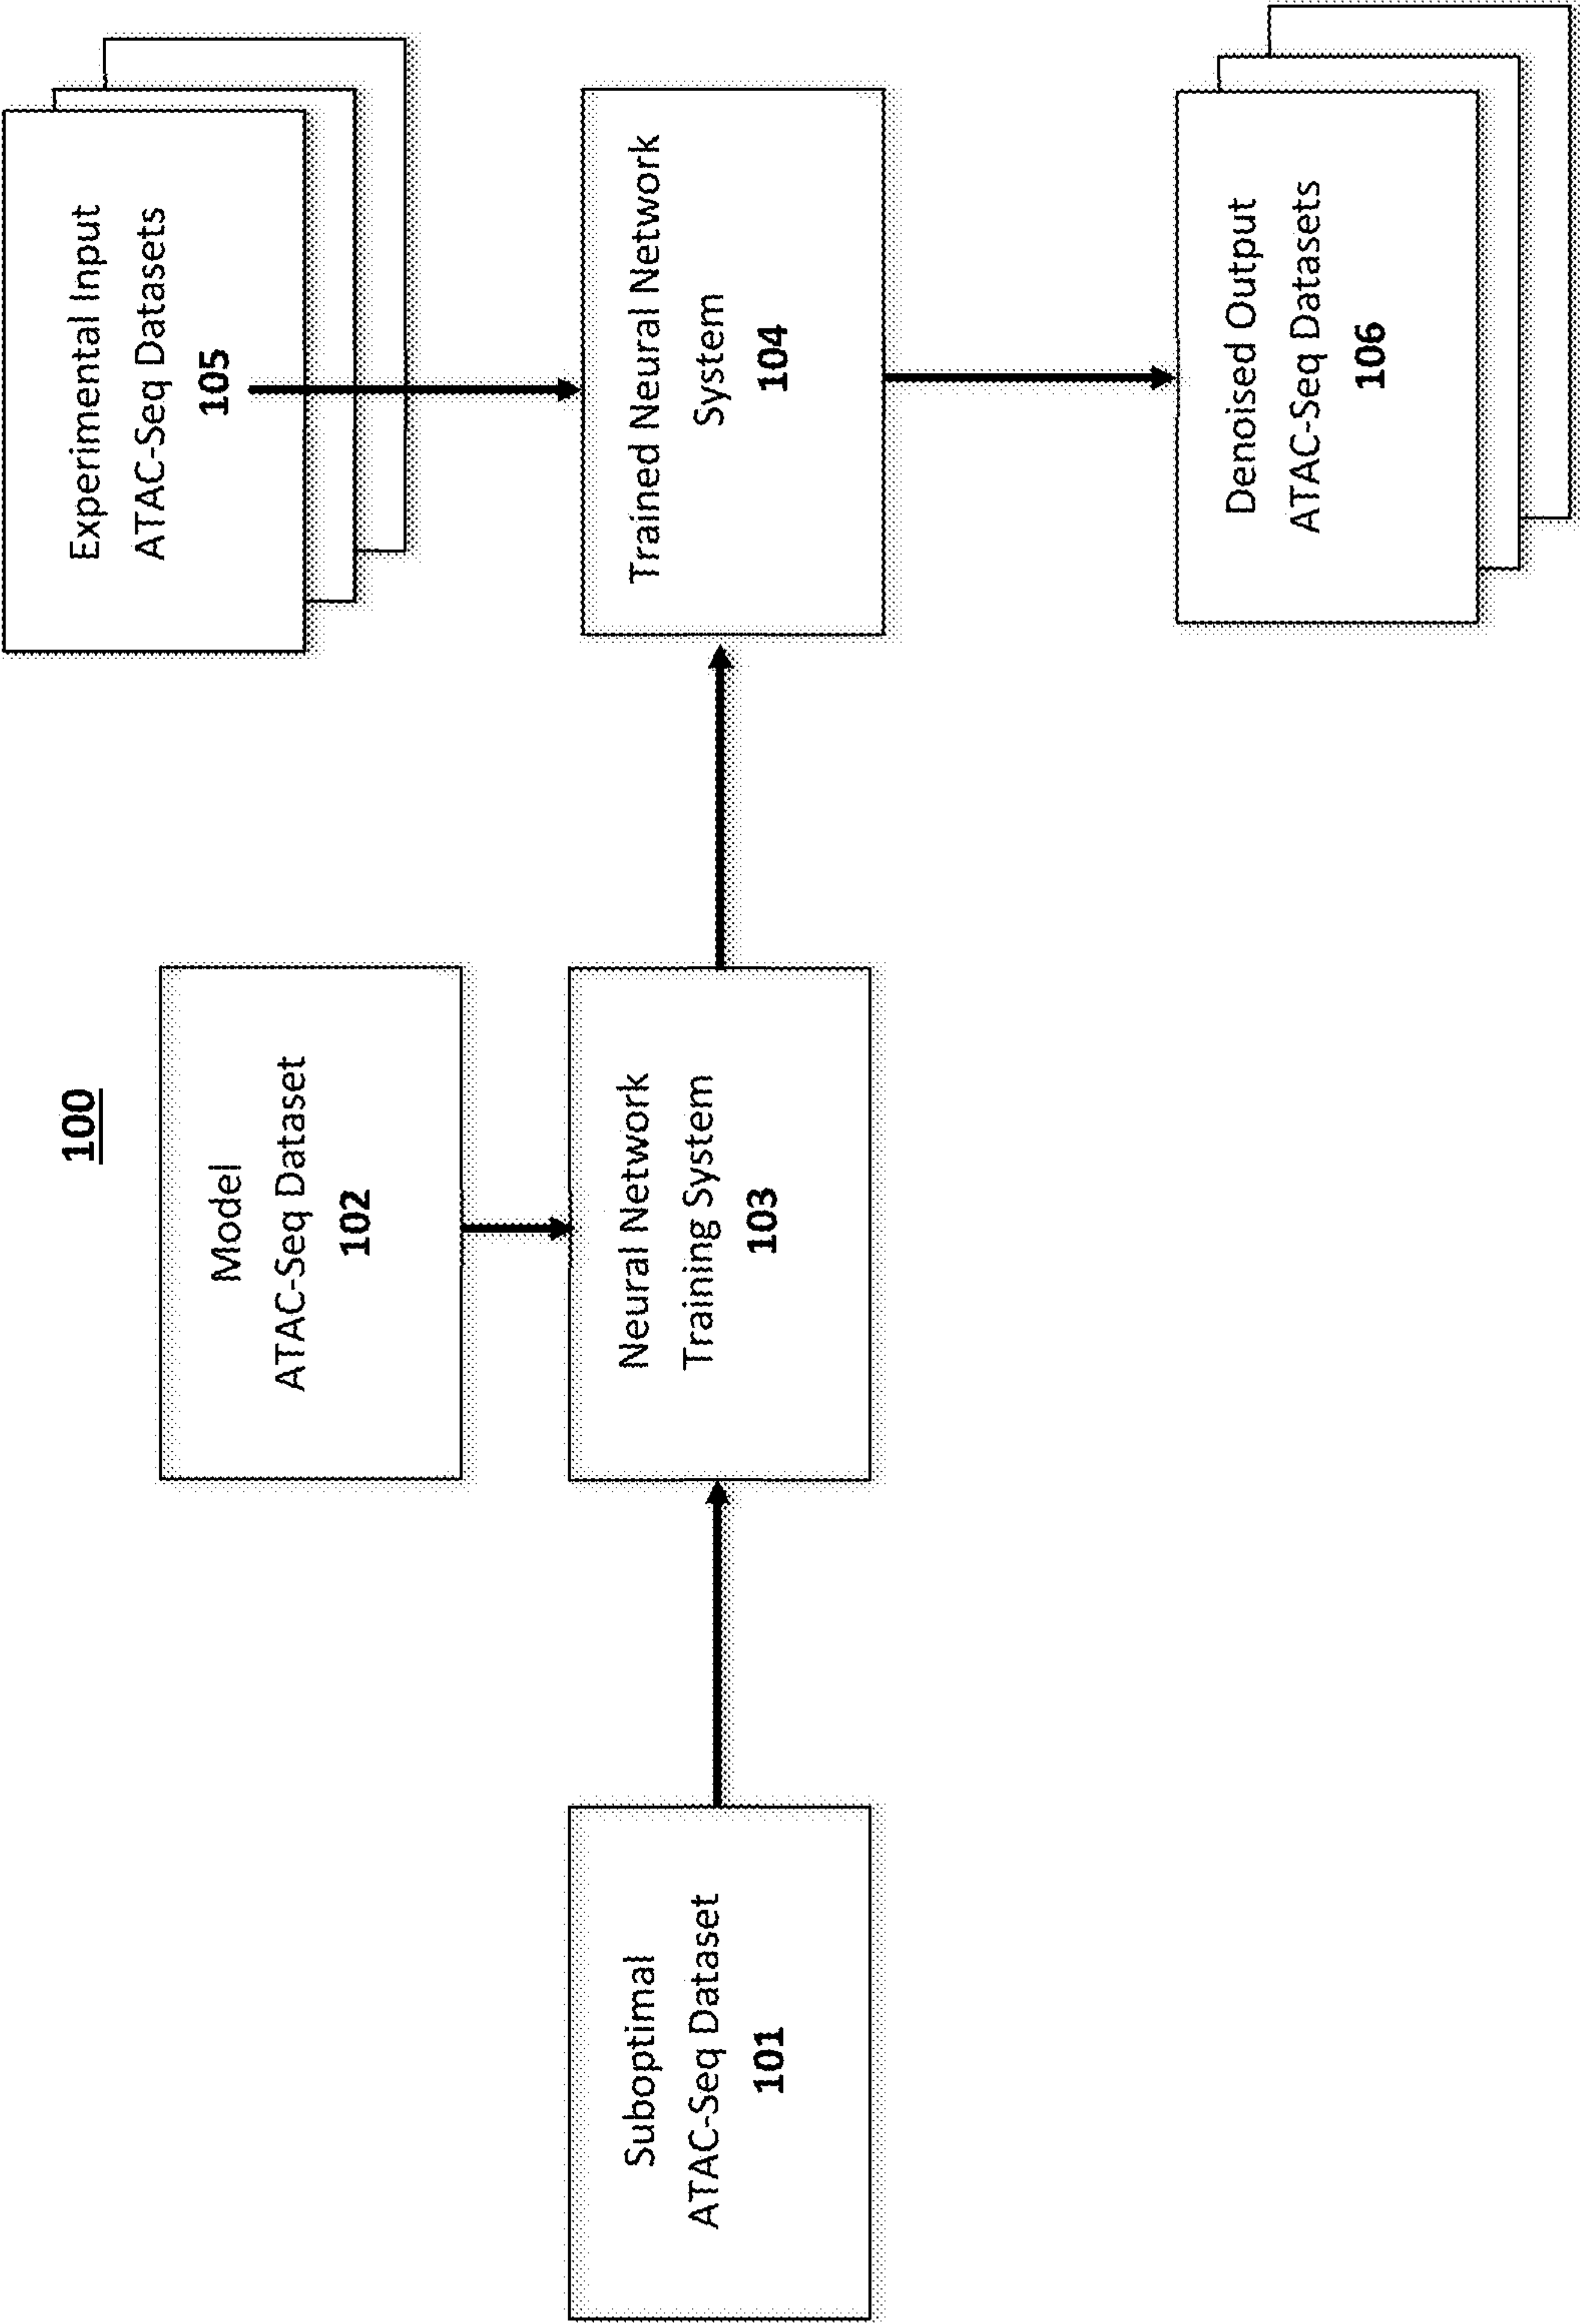 100
Suboptimal
ATAC-Seq Dataset
101
Model
ATAC-Seq Dataset
102
Neural Network
Training System
103
Experimental Input
ATAC-Seq Datasets
105
Trained Neural Network
System
104
Denoised Output
ATAC-Seq Datasets
106